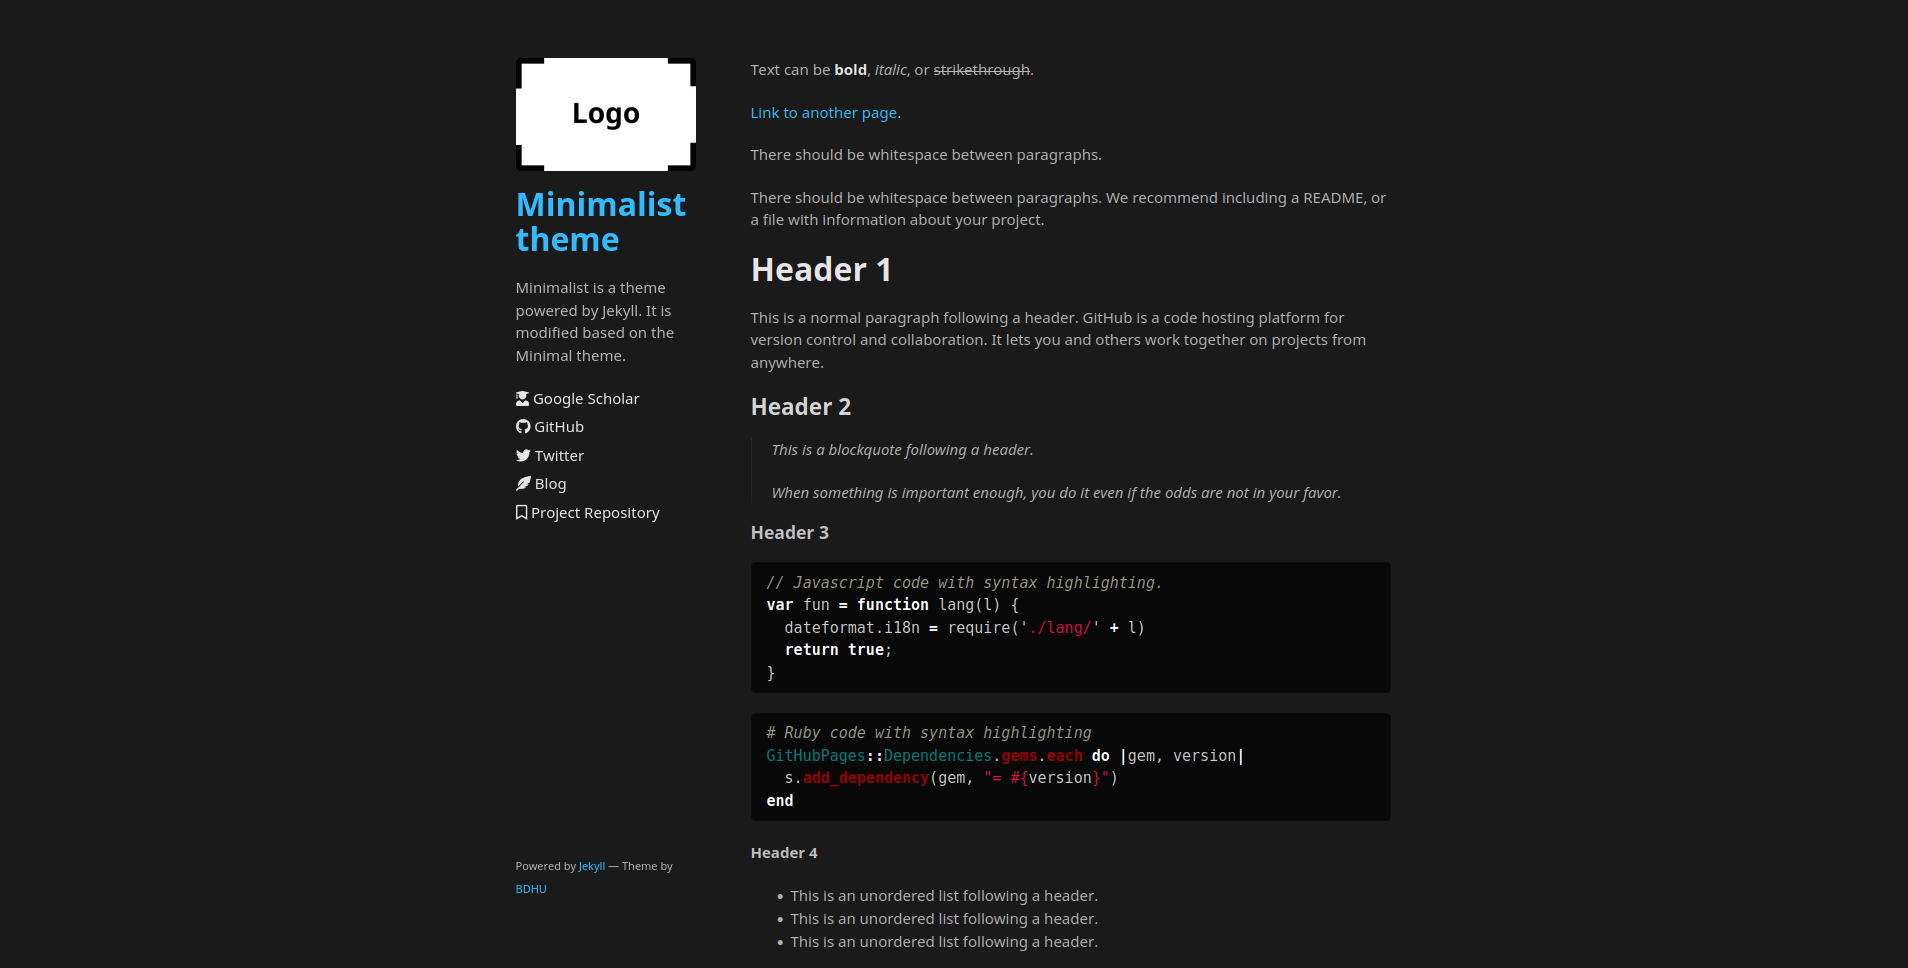 Logo
Minimalist
theme
Minimalist is a theme
powered by Jekyll. It is
modified based on the
Minimal theme.
Google Scholar
GitHub
Twitter
Blog
Project Repository
Powered by Jekyll — Theme by
BDHU
Text can be bold, italic, or strikethrough.
Link to another page.
There should be whitespace between paragraphs.
There should be whitespace between paragraphs. We recommend including a README, or
a file with information about your project.
Header 1
This is a normal paragraph following a header. GitHub is a code hosting platform for
version control and collaboration. It lets you and others work together on projects from
anywhere.
Header 2
This is a blockquote following a header.
When something is important enough, you do it even if the odds are not in your favor.
Header 3
// Javascript code with syntax highlighting.
var fun = function lang(l) {
  dateformat.i18n = require('./lang/' + l)
  return true;
}
# Ruby code with syntax highlighting
GitHubPages::Dependencies.gems.each do |gem, version|
  s.add_dependency(gem, "= #{version}")
end
Header 4
• This is an unordered list following a header.
• This is an unordered list following a header.
• This is an unordered list following a header.